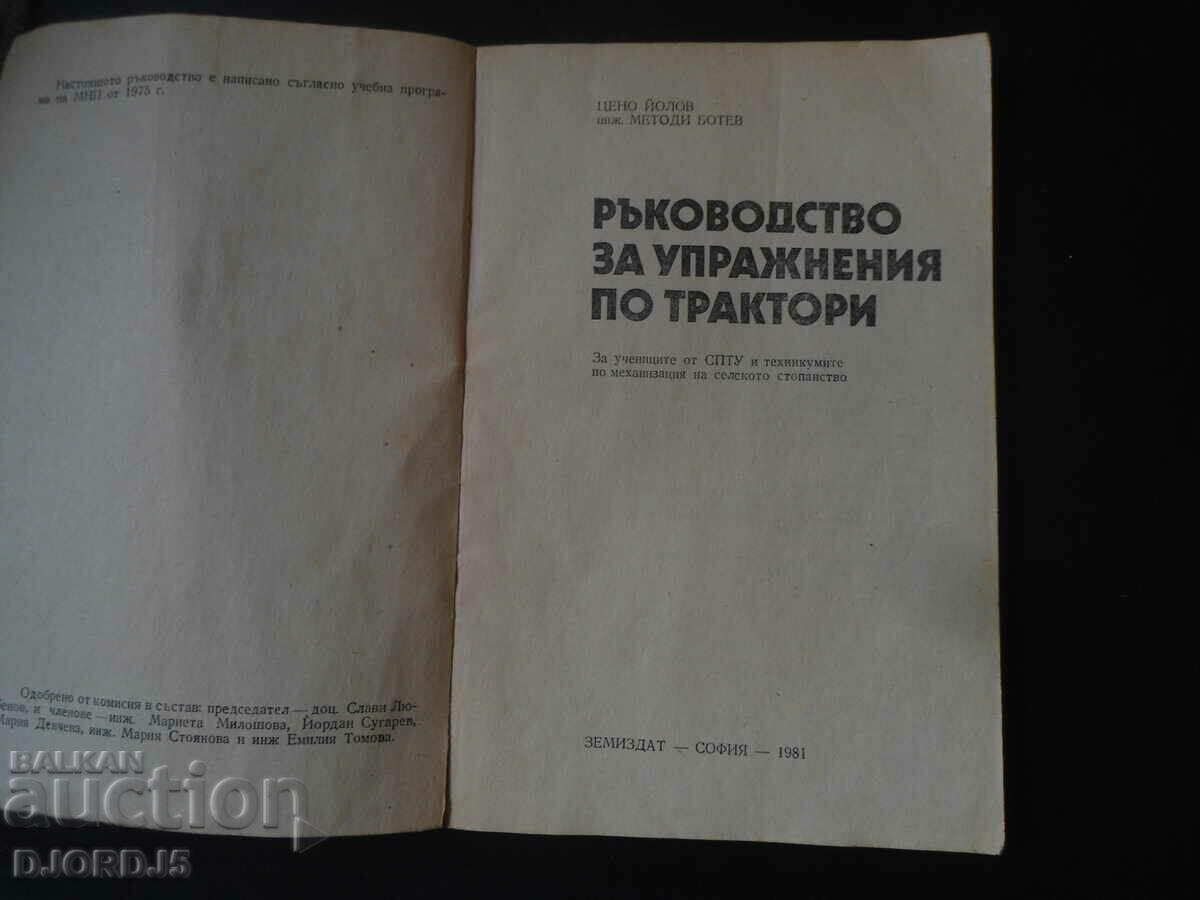 Настоящото ръководство е написано съгласно учебна програ-
ма на МНП от 1975 г.
Одобрено от комисия в състав: председател — доц. Слави Лю-
бенов, и членове — инж. Мариета Милошова, Йордан Сугарев,
Мария Денчева, инж. Мария Стоянова и инж Емилия Томова.
ЦЕНО ЙОЛОВ
инж. МЕТОДИ БОТЕВ
РЪКОВОДСТВО
ЗА УПРАЖНЕНИЯ
ПО ТРАКТОРИ
За учениците от СПТУ и техникумите
по механизация на селското стопанство
ЗЕМИЗДАТ — СОФИЯ — 1981
BALKAN
auction
DJORDJ5